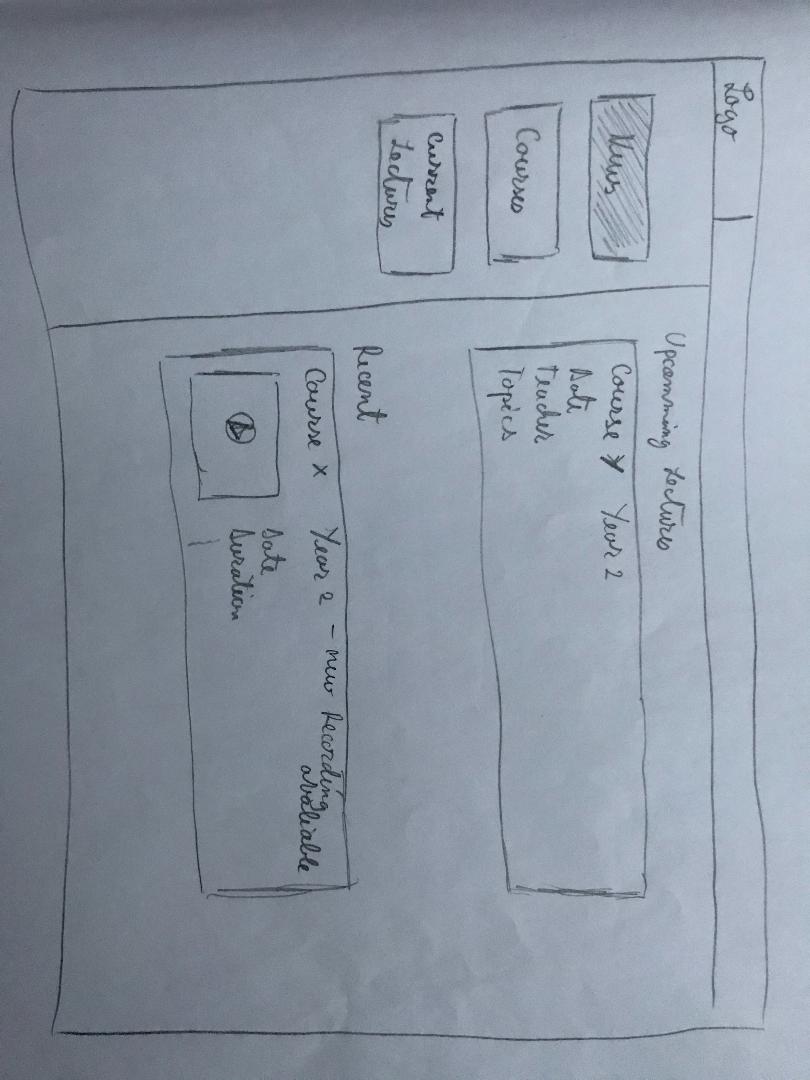 Logo
News
Courses
Current
Lectures
Upcomming Lectures
Course Y Year 2
Date
Teacher
Topics
Recent
Course X Year 2 - new Recording
avaliable
Date
Duration